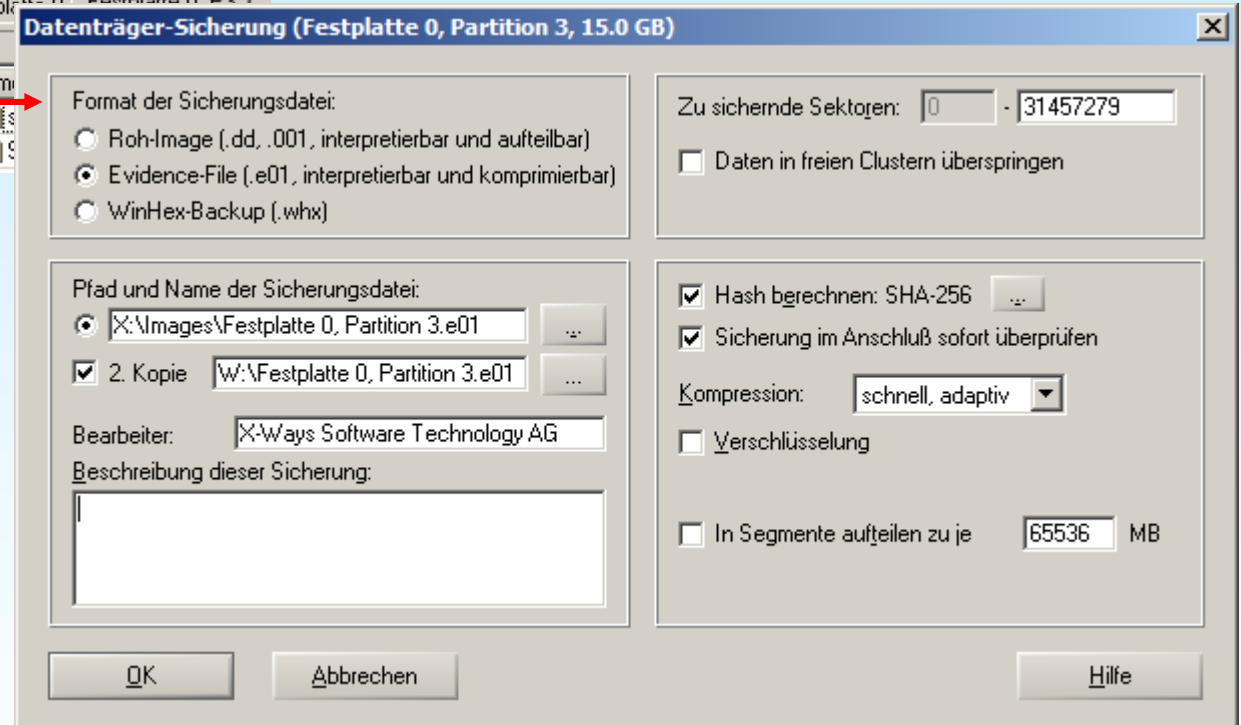 Datenträger-Sicherung (Festplatte 0, Partition 3, 15.0 GB)
Format der Sicherungsdatei:
Roh-Image (.dd, .001, interpretierbar und aufteilbar)
Evidence-File (.e01, interpretierbar und komprimierbar)
WinHex-Backup (.whx)
Zu sichernde Sektoren: 0 - 31457279
Daten in freien Clustern überspringen
Pfad und Name der Sicherungsdatei:
X:\Images\Festplatte 0, Partition 3.e01 ...
2. Kopie W:\Festplatte 0, Partition 3.e01 ...
Bearbeiter: X-Ways Software Technology AG
Beschreibung dieser Sicherung:
Hash berechnen: SHA-256 ...
Sicherung im Anschluß sofort überprüfen
Kompression: schnell, adaptiv
Verschlüsselung
In Segmente aufteilen zu je 65536 MB
OK
Abbrechen
Hilfe